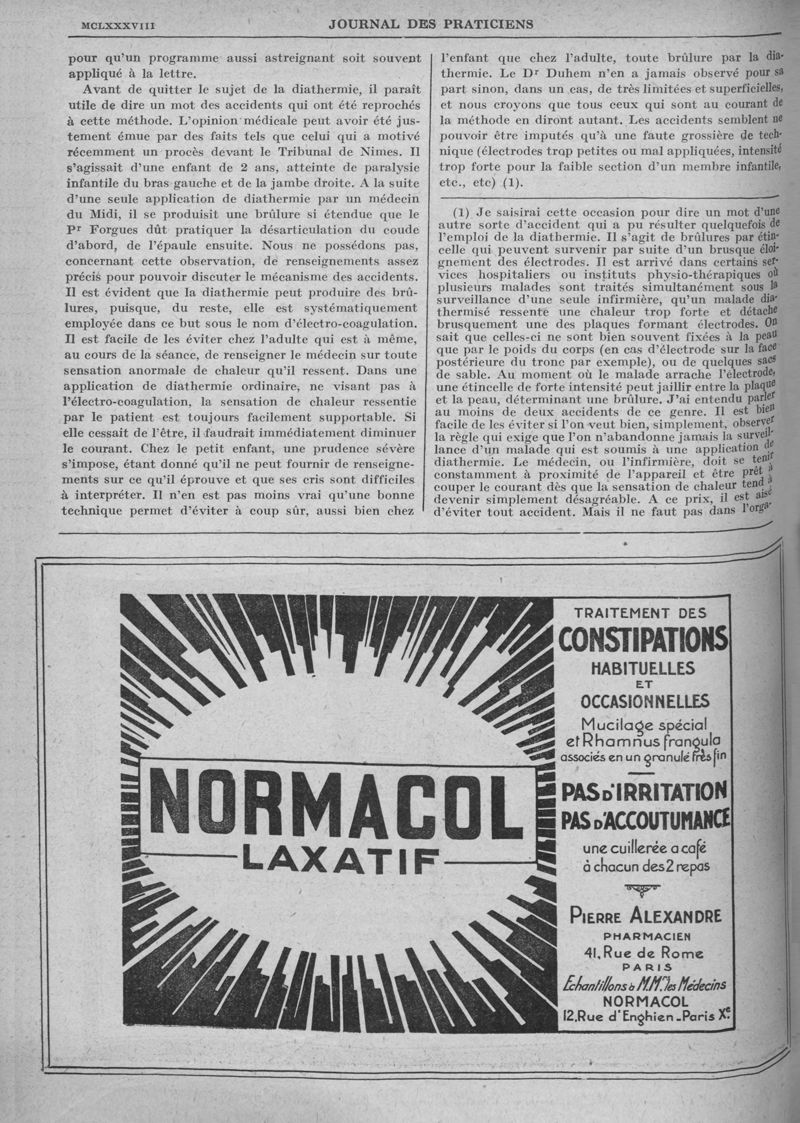 MCLXXXVIII
JOURNAL DES PRATICIENS
pour qu'un programme aussi astreignant soit souvent
appliqué à la lettre.
Avant de quitter le sujet de la diathermie, il paraît
utile de dire un mot des accidents qui ont été reprochés
à cette méthode. L'opinion médicale peut avoir été jus-
tement émue par des faits tels que celui qui a motivé
récemment un procès devant le Tribunal de Nimes. Il
s'agissait d'une enfant de 2 ans, atteinte de paralysie
infantile du bras gauche et de la jambe droite. A la suite
d'une seule application de diathermie par un médecin
du Midi, il se produisit une brûlure si étendue que le
Pr Forgues dût pratiquer la désarticulation du coude
d'abord, de l'épaule ensuite. Nous ne possédons pas,
concernant cette observation, de renseignements assez
précis pour pouvoir discuter le mécanisme des accidents.
Il est évident que la diathermie peut produire des brû-
lures, puisque, du reste, elle est systématiquement
employée dans ce but sous le nom d'électro-coagulation.
Il est facile de les éviter chez l'adulte qui est à même,
au cours de la séance, de renseigner le médecin sur toute
sensation anormale de chaleur qu'il ressent. Dans une
application de diathermie ordinaire, ne visant pas à
l'électro-coagulation, la sensation de chaleur ressentie
par le patient est toujours facilement supportable. Si
elle cessait de l'être, il faudrait immédiatement diminuer
le courant. Chez le petit enfant, une prudence sévère
s'impose, étant donné qu'il ne peut fournir de renseigne-
ments sur ce qu'il éprouve et que ses cris sont difficiles
à interpréter. Il n'en est pas moins vrai qu'une bonne
technique permet d'éviter à coup sûr, aussi bien chez
l'enfant que chez l'adulte, toute brûlure par la dia-
thermie. Le Dr Duhem n'en a jamais observé pour sa
part sinon, dans un cas, de très limitées et superficielles,
et nous croyons que tous ceux qui sont au courant de
la méthode en diront autant. Les accidents semblent ne
pouvoir être imputés qu'à une faute grossière de tech-
nique (électrodes trop petites ou mal appliquées, intensité
trop forte pour la faible section d'un membre infantile,
etc., etc) (1).
(1) Je saisirai cette occasion pour dire un mot d'une
autre sorte d'accident qui a pu résulter quelquefois de
l'emploi de la diathermie. Il s'agit de brûlures par étin-
celle qui peuvent survenir par suite d'un brusque éloi-
gnement des électrodes. Il est arrivé dans certains ser-
vices hospitaliers ou instituts physio-thérapiques où
plusieurs malades sont traités simultanément sous la
surveillance d'une seule infirmière, qu'un malade dia-
thermisé ressente une chaleur trop forte et détache
brusquement une des plaques formant électrodes. On
sait que celles-ci ne sont bien souvent fixées à la peau
que par le poids du corps (en cas d'électrode sur la face
postérieure du tronc par exemple), ou de quelques sacs
de sable. Au moment où le malade arrache l'électrode,
une étincelle de forte intensité peut jaillir entre la plaque
et la peau, déterminant une brûlure. J'ai entendu parler
au moins de deux accidents de ce genre. Il est bien
facile de les éviter si l'on veut bien, simplement, observer
la règle qui exige que l'on n'abandonne jamais la surveil-
lance d'un malade qui est soumis à une application de
diathermie. Le médecin, ou l'infirmière, doit se tenir
constamment à proximité de l'appareil et être prêt à
couper le courant dès que la sensation de chaleur tend à
devenir simplement désagréable. A ce prix, il est aisé
d'éviter tout accident. Mais il ne faut pas dans l'orga-
NORMACOL
LAXATIF
TRAITEMENT DES
CONSTIPATIONS
HABITUELLES
ET
OCCASIONNELLES
Mucilage spécial
et Rhamnus frangula
associés en un granulé très fin
PAS D'IRRITATION
PAS D'ACCOUTUMANCE
une cuillerée a café
à chacun des 2 repas
PIERRE ALEXANDRE
PHARMACIEN
41, Rue de Rome
PARIS
Echantillons à M.M. les Médecins
NORMACOL
12, Rue d'Enghien - Paris Xe.